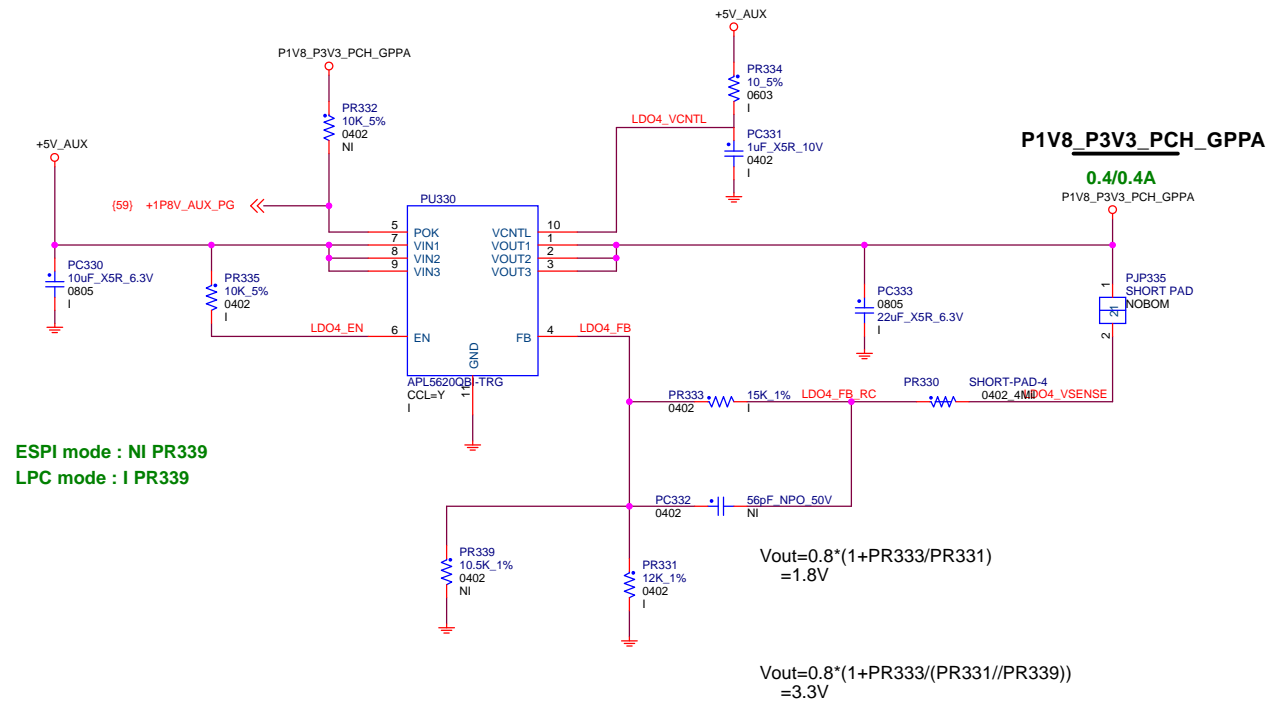 +5V_AUX
P1V8_P3V3_PCH_GPPA
PR332
10K_5%
0402
NI
+5V_AUX
PR334
10_5%
0603
I
LDO4_VCNTL
PC331
1uF_X5R_10V
0402
I
P1V8_P3V3_PCH_GPPA
0.4/0.4A
P1V8_P3V3_PCH_GPPA
{59} +1P8V_AUX_PG
PU330
5 POK
7 VIN1
8 VIN2
9 VIN3
6 EN
VCNTL 10
VOUT1 1
VOUT2 2
VOUT3 3
FB 4
GND
11
APL5620QBI-TRG
CCL=Y
I
PC330
10uF_X5R_6.3V
0805
I
PR335
10K_5%
0402
I
LDO4_EN
LDO4_FB
PC333
0805
22uF_X5R_6.3V
I
PJP335
SHORT PAD
NOBOM
1
21
2
PR333 15K_1%
0402 I
LDO4_FB_RC
PR330 SHORT-PAD-4
0402_4Mil
LDO4_VSENSE
ESPI mode : NI PR339
LPC mode : I PR339
PC332 56pF_NPO_50V
0402 NI
PR339
10.5K_1%
0402
NI
PR331
12K_1%
0402
I
Vout=0.8*(1+PR333/PR331)
=1.8V
Vout=0.8*(1+PR333/(PR331//PR339))
=3.3V